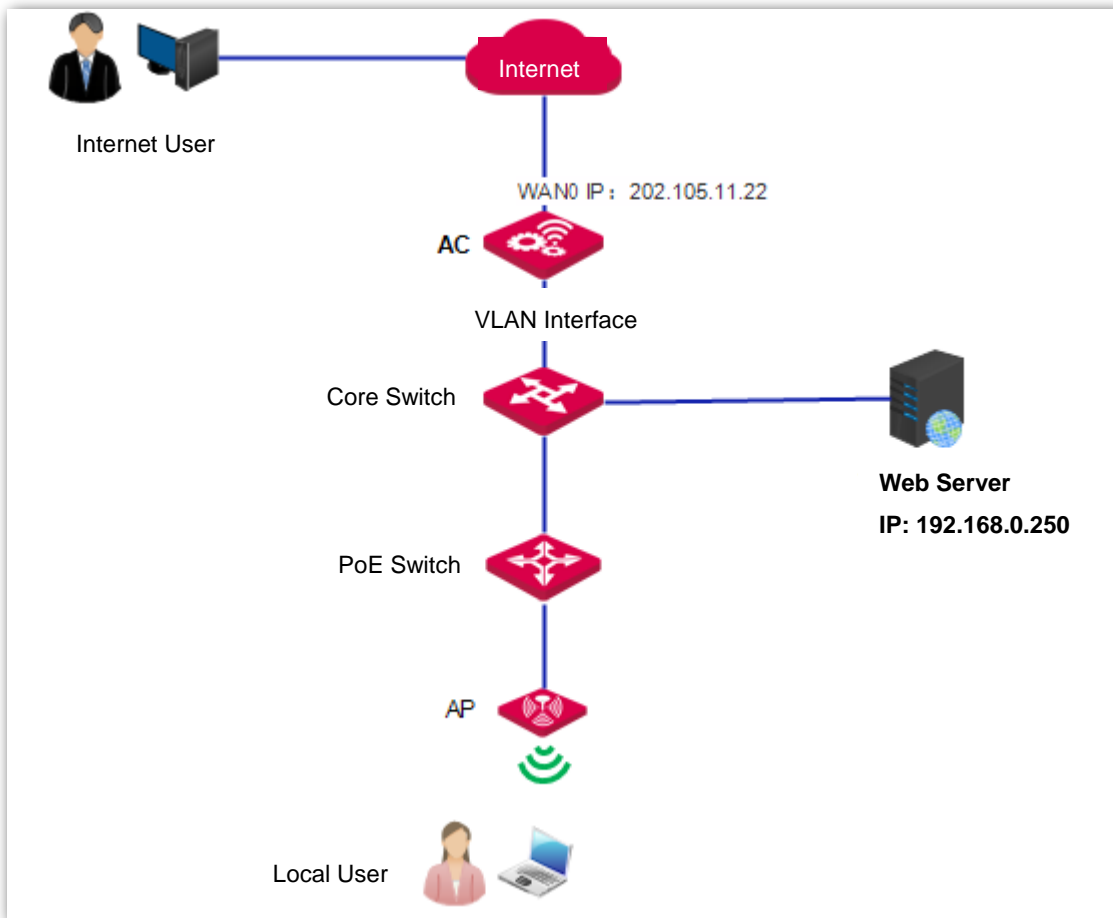 Internet
Internet User
WAN0 IP：202.105.11.22
AC
VLAN Interface
Core Switch
Web Server
IP: 192.168.0.250
PoE Switch
AP
Local User